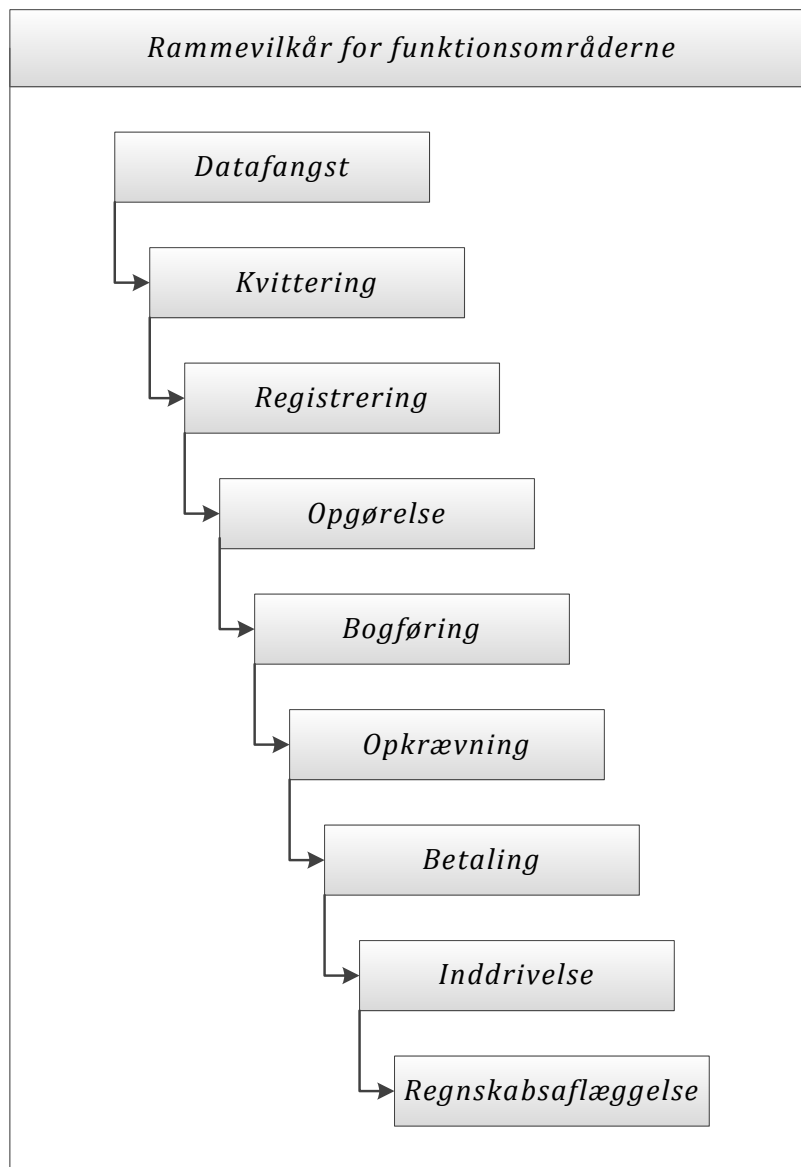 Rammevilkår for funktionsområderne
Datafangst
Kvittering
Registrering
Opgørelse
Bogføring
Opkrævning
Betaling
Inddrivelse
Regnskabsaflæggelse